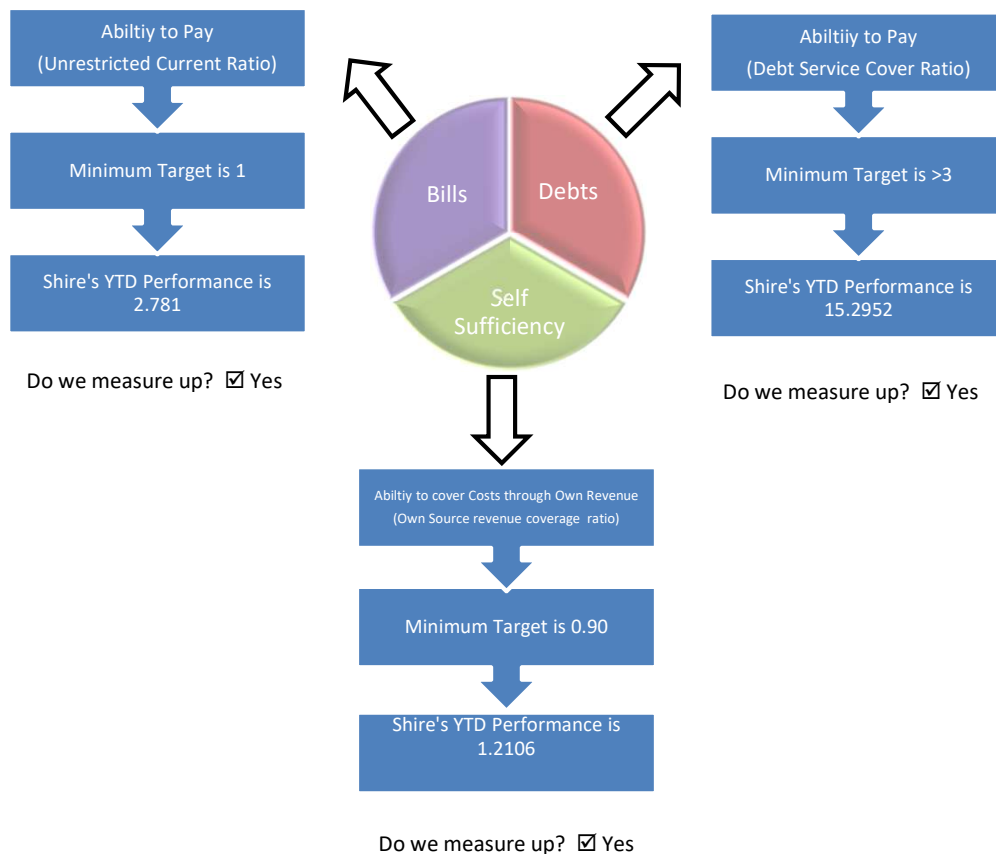 Abiltiy to Pay
(Unrestricted Current Ratio)
Minimum Target is 1
Shire's YTD Performance is
2.781
Do we measure up? ☑ Yes
Bills
Debts
Self
Sufficiency
Abiltiiy to Pay
(Debt Service Cover Ratio)
Minimum Target is >3
Shire's YTD Performance is
15.2952
Do we measure up? ☑ Yes
Abiltiy to cover Costs through Own Revenue
(Own Source revenue coverage ratio)
Minimum Target is 0.90
Shire's YTD Performance is
1.2106
Do we measure up? ☑ Yes